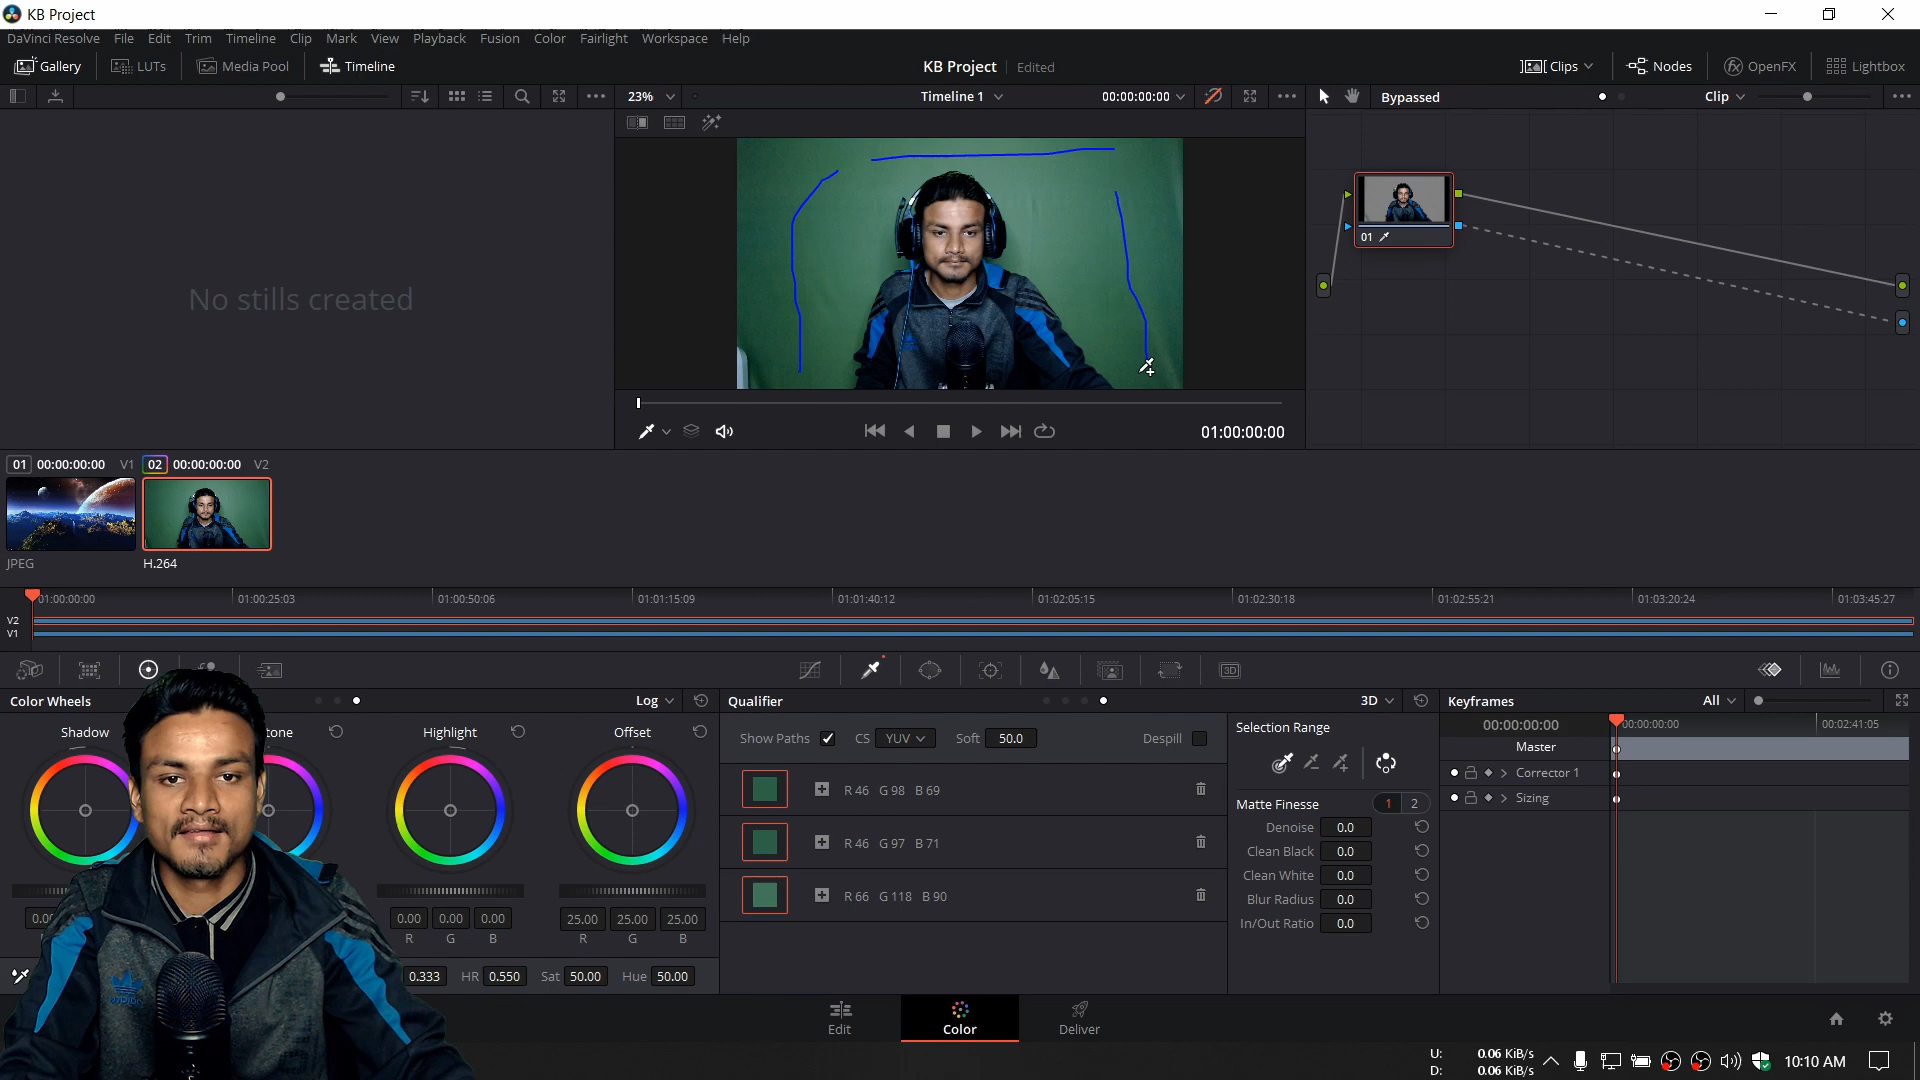 KB Project
DaVinci Resolve File Edit Trim Timeline Clip Mark View Playback Fusion Color Fairlight Workspace Help
Gallery LUTs Media Pool Timeline KB Project Edited Clips Nodes fx OpenFX Lightbox
23% Timeline 1 00:00:00:00 Bypassed Clip
01
No stills created
01:00:00:00
01 00:00:00:00 V1 02 00:00:00:00 V2
JPEG H.264
01:00:00:00 01:00:25:03 01:00:50:06 01:01:15:09 01:01:40:12 01:02:05:15 01:02:30:18 01:02:55:21 01:03:20:24 01:03:45:27
V2
V1
3D
Color Wheels Log Qualifier 3D Keyframes All
00:00:00:00 00:00:00:00 00:02:41:05
Shadow tone Highlight Offset
Show Paths CS YUV Soft 50.0 Despill
Selection Range
Master
Corrector 1
Sizing
R 46 G 98 B 69
R 46 G 97 B 71
R 66 G 118 B 90
Matte Finesse 1 2
Denoise 0.0
Clean Black 0.0
Clean White 0.0
Blur Radius 0.0
In/Out Ratio 0.0
0.00 0.00 0.00 25.00 25.00 25.00
R G B R G B
0.333 HR 0.550 Sat 50.00 Hue 50.00
adidas
Edit Color Deliver
U: 0.06 KiB/s
D: 0.06 KiB/s
10:10 AM